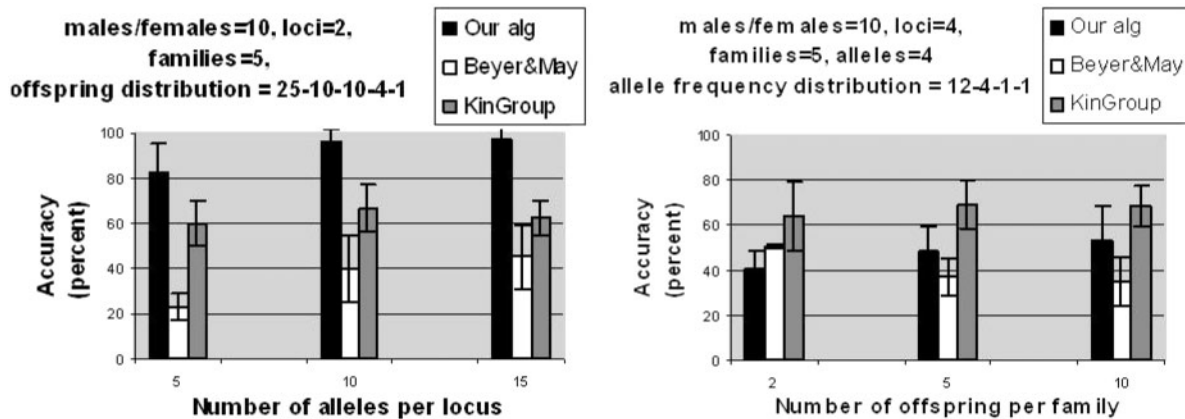 males/females=10, loci=2,
families=5,
offspring distribution = 25-10-10-4-1
Our alg
Beyer&May
KinGroup
Accuracy
(percent)
100
80
60
40
20
0
5 10 15
Number of alleles per locus
males/females=10, loci=4,
families=5, alleles=4
allele frequency distribution = 12-4-1-1
Our alg
Beyer&May
KinGroup
Accuracy
(percent)
100
80
60
40
20
0
2 5 10
Number of offspring per family